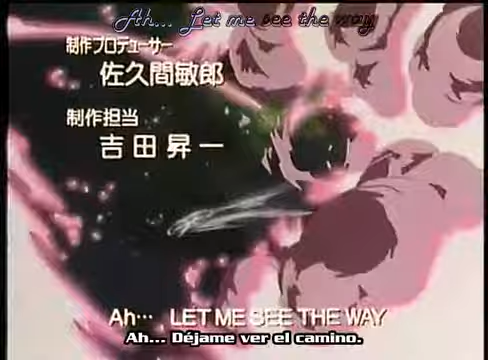 Ah... Let me see the way
制作プロデューサー
佐久間敏郎
制作担当
吉田昇一
Ah… LET ME SEE THE WAY
Ah... Déjame ver el camino.